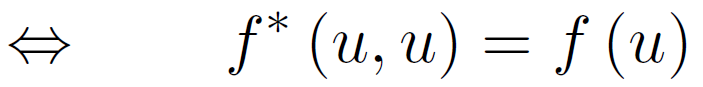 ⇔ f* (u, u) = f (u)